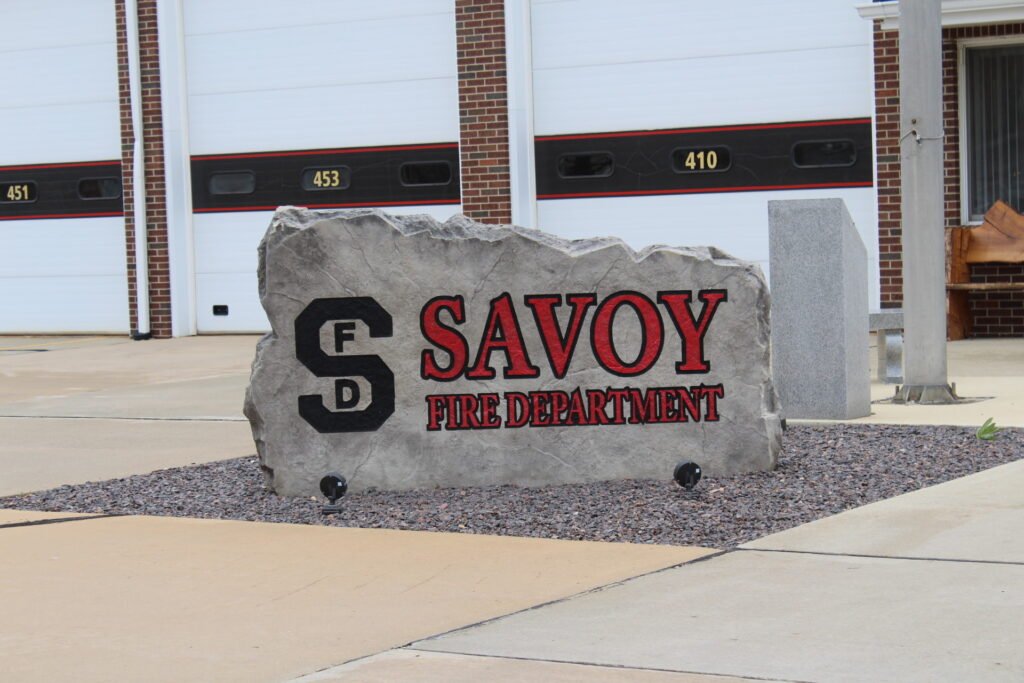 451
453
410
S
F
D
SAVOY
FIRE DEPARTMENT